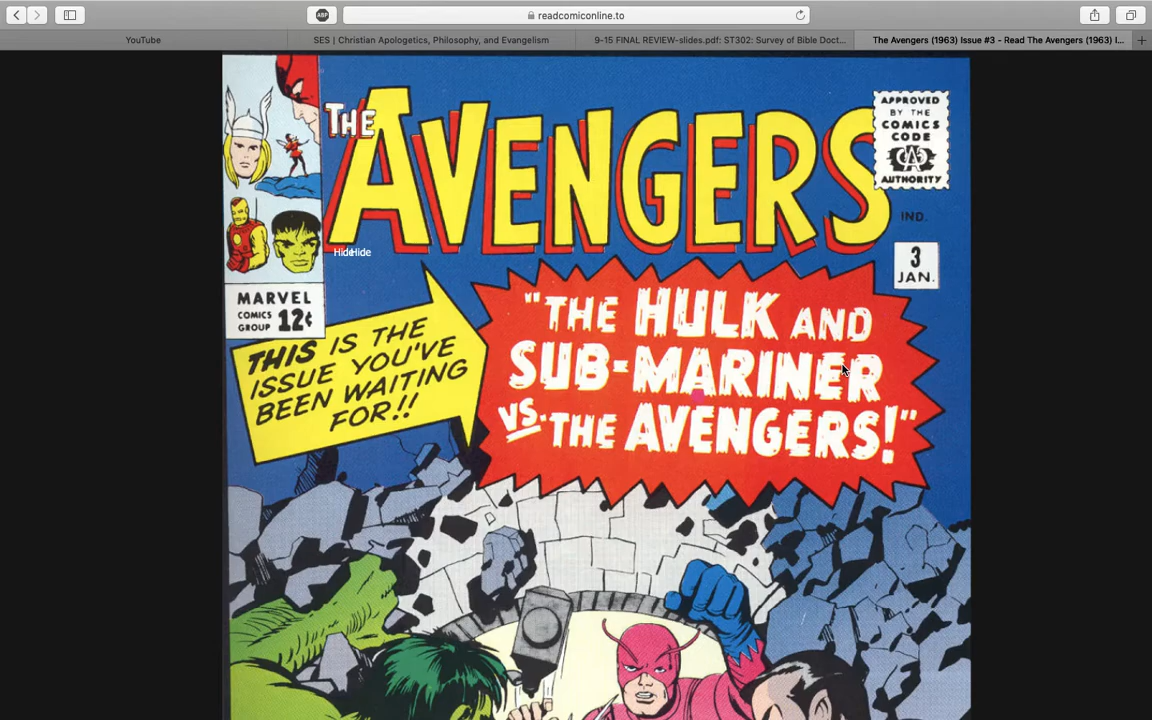 readcomiconline.to
ABP
YouTube
SES | Christian Apologetics, Philosophy, and Evangelism
9-15 FINAL REVIEW-slides.pdf: ST302: Survey of Bible Doct...
The Avengers (1963) Issue #3 - Read The Avengers (1963) I...
THE
AVENGERS
APPROVED
BY THE
COMICS
CODE
CA
AUTHORITY
IND.
3
JAN.
HideHide
MARVEL
COMICS
GROUP 12¢
THIS IS THE
ISSUE YOU'VE
BEEN WAITING
FOR!!
"THE HULK AND
SUB-MARINER
VS. THE AVENGERS!"